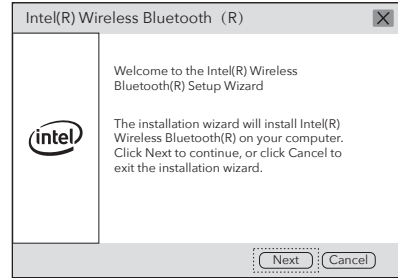 Intel(R) Wireless Bluetooth（R）
intel
Welcome to the Intel(R) Wireless
Bluetooth(R) Setup Wizard
The installation wizard will install Intel(R)
Wireless Bluetooth(R) on your computer.
Click Next to continue, or click Cancel to
exit the installation wizard.
Next
Cancel